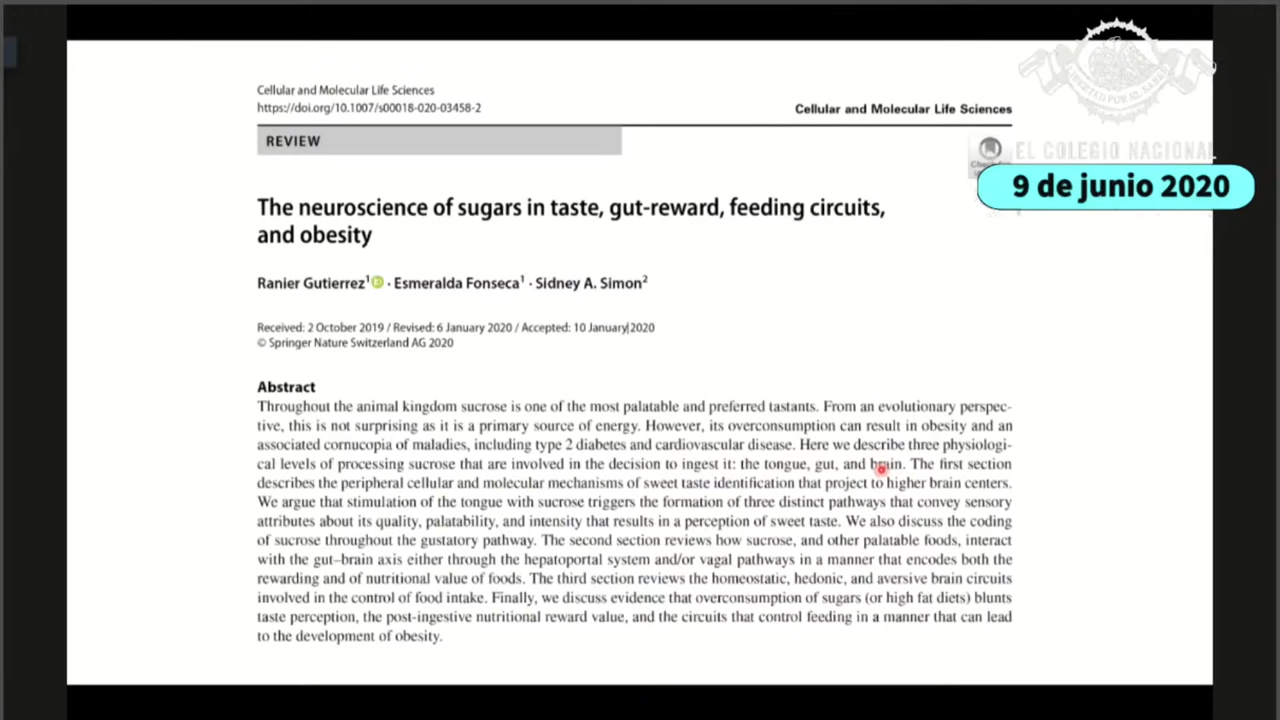 Cellular and Molecular Life Sciences
https://doi.org/10.1007/s00018-020-03458-2
Cellular and Molecular Life Sciences
REVIEW
EL COLEGIO NACIONAL
9 de junio 2020
The neuroscience of sugars in taste, gut-reward, feeding circuits,
and obesity
Ranier Gutierrez¹ · Esmeralda Fonseca¹ · Sidney A. Simon²
Received: 2 October 2019 / Revised: 6 January 2020 / Accepted: 10 January 2020
© Springer Nature Switzerland AG 2020
Abstract
Throughout the animal kingdom sucrose is one of the most palatable and preferred tastants. From an evolutionary perspec-
tive, this is not surprising as it is a primary source of energy. However, its overconsumption can result in obesity and an
associated cornucopia of maladies, including type 2 diabetes and cardiovascular disease. Here we describe three physiologi-
cal levels of processing sucrose that are involved in the decision to ingest it: the tongue, gut, and brain. The first section
describes the peripheral cellular and molecular mechanisms of sweet taste identification that project to higher brain centers.
We argue that stimulation of the tongue with sucrose triggers the formation of three distinct pathways that convey sensory
attributes about its quality, palatability, and intensity that results in a perception of sweet taste. We also discuss the coding
of sucrose throughout the gustatory pathway. The second section reviews how sucrose, and other palatable foods, interact
with the gut–brain axis either through the hepatoportal system and/or vagal pathways in a manner that encodes both the
rewarding and of nutritional value of foods. The third section reviews the homeostatic, hedonic, and aversive brain circuits
involved in the control of food intake. Finally, we discuss evidence that overconsumption of sugars (or high fat diets) blunts
taste perception, the post-ingestive nutritional reward value, and the circuits that control feeding in a manner that can lead
to the development of obesity.